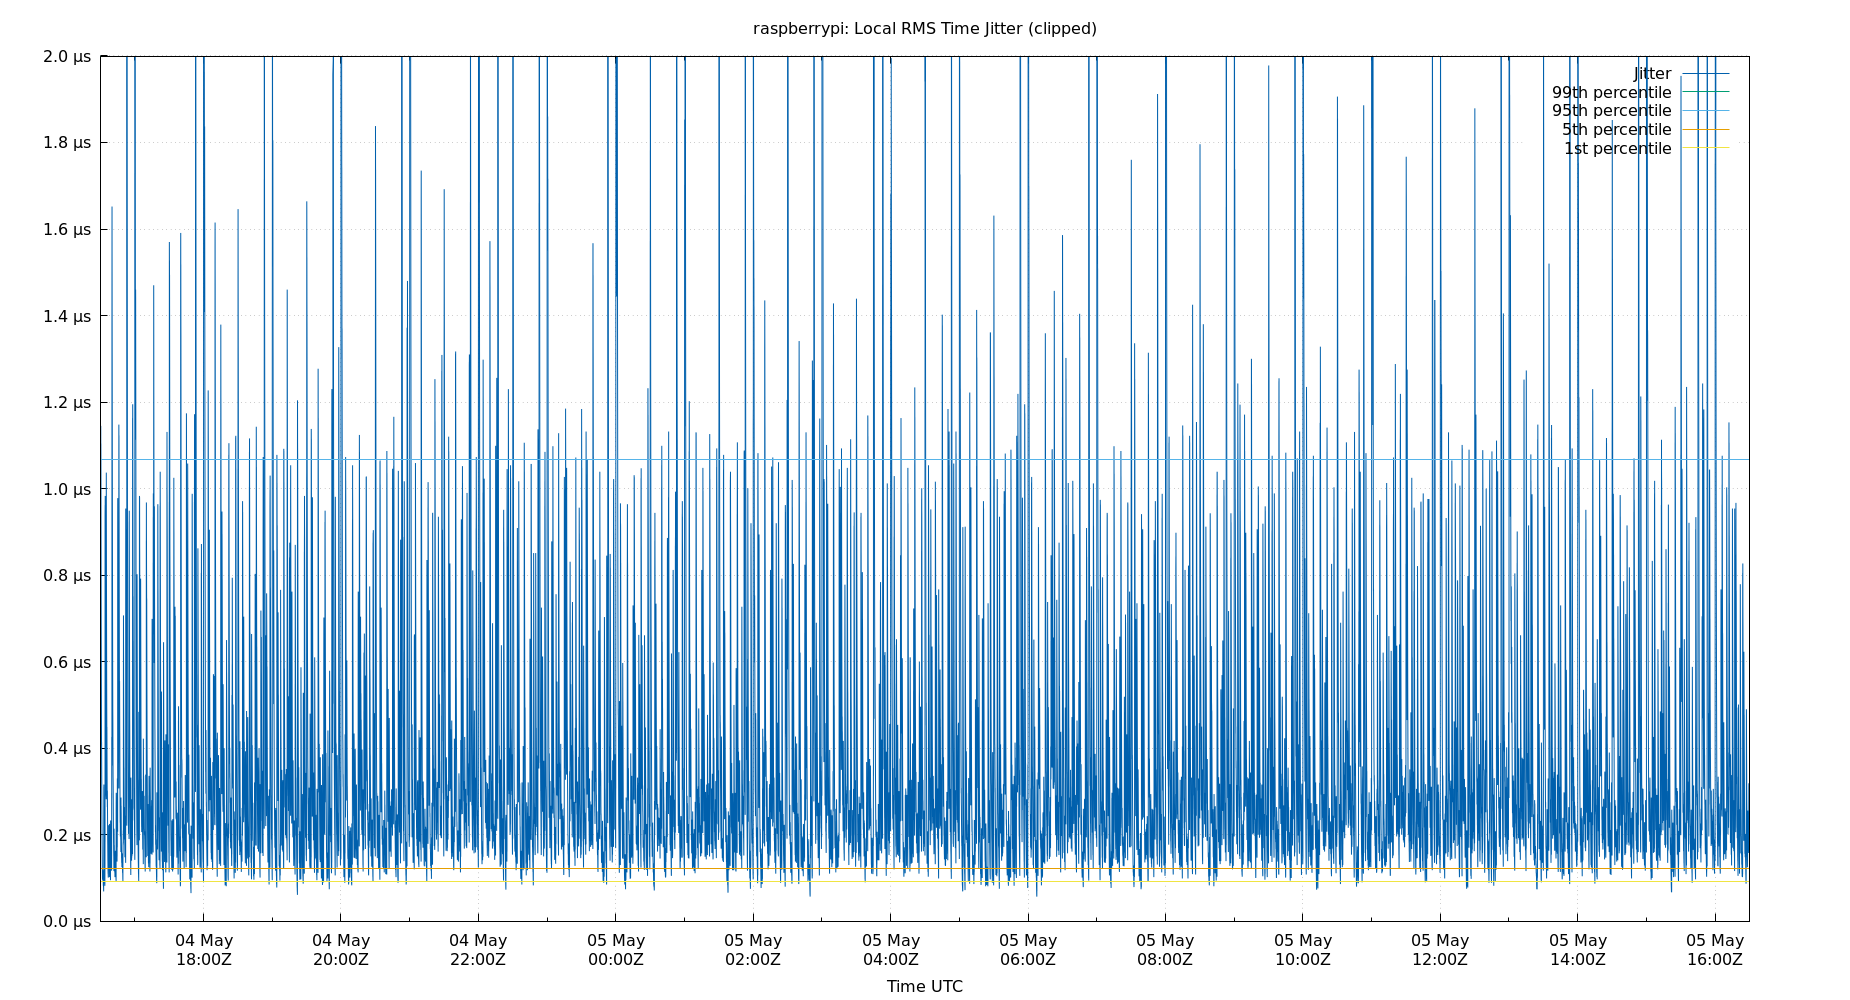 raspberrypi: Local RMS Time Jitter (clipped)
2.0 µs
1.8 µs
1.6 µs
1.4 µs
1.2 µs
1.0 µs
0.8 µs
0.6 µs
0.4 µs
0.2 µs
0.0 µs
Jitter
99th percentile
95th percentile
5th percentile
1st percentile
04 May 04 May 04 May 05 May 05 May 05 May 05 May 05 May 05 May 05 May 05 May 05 May
18:00Z 20:00Z 22:00Z 00:00Z 02:00Z 04:00Z 06:00Z 08:00Z 10:00Z 12:00Z 14:00Z 16:00Z
Time UTC